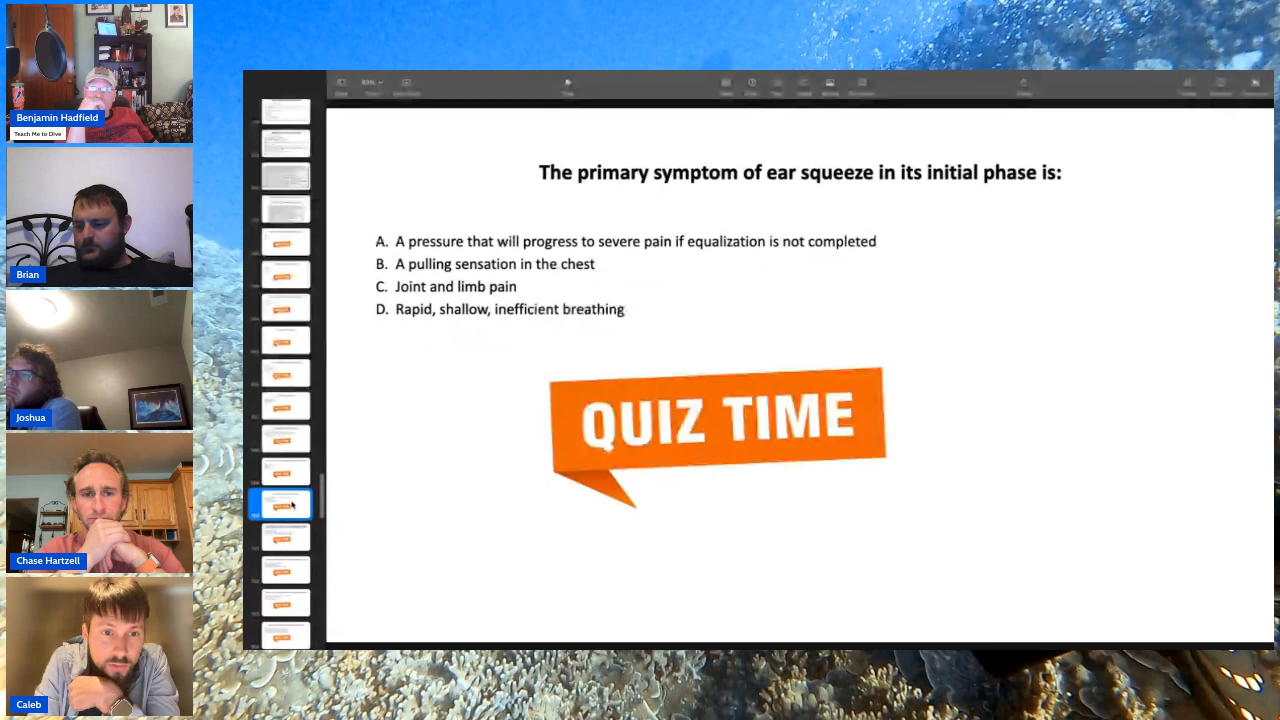 Benjamin Hadfield
Teach Me to Dive
Brian
Joshua
Chase Hartzell
Caleb
The primary symptom of ear squeeze in its initial phase is:
A. A pressure that will progress to severe pain if equalization is not completed
B. A pulling sensation in the chest
C. Joint and limb pain
D. Rapid, shallow, inefficient breathing
QUIZ TIME